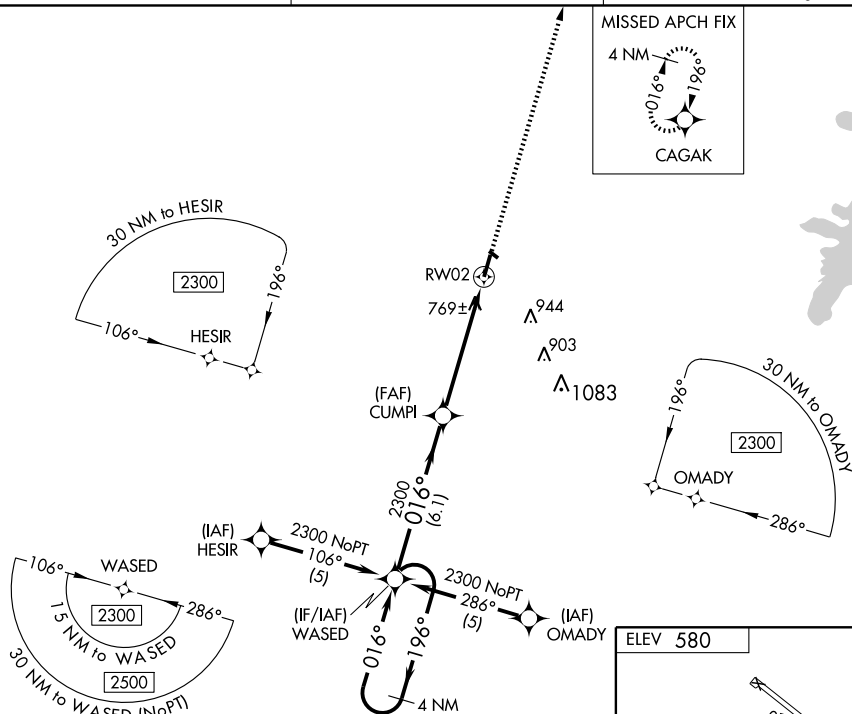 MISSED APCH FIX
4 NM
016°
196°
CAGAK
30 NM to HESIR
2300
196°
106°
HESIR
RW02
769±
944
903
1083
(FAF)
CUMPI
30 NM to OMADY
196°
2300
OMADY
286°
2300
016°
(6.1)
(IAF)
HESIR
2300 NoPT
106°
(5)
2300 NoPT
286°
(5)
(IAF)
OMADY
(IF/IAF)
WASED
016°
196°
4 NM
106°
WASED
286°
2300
15 NM to WASED
2500
30 NM to WASED (NoPT)
ELEV 580